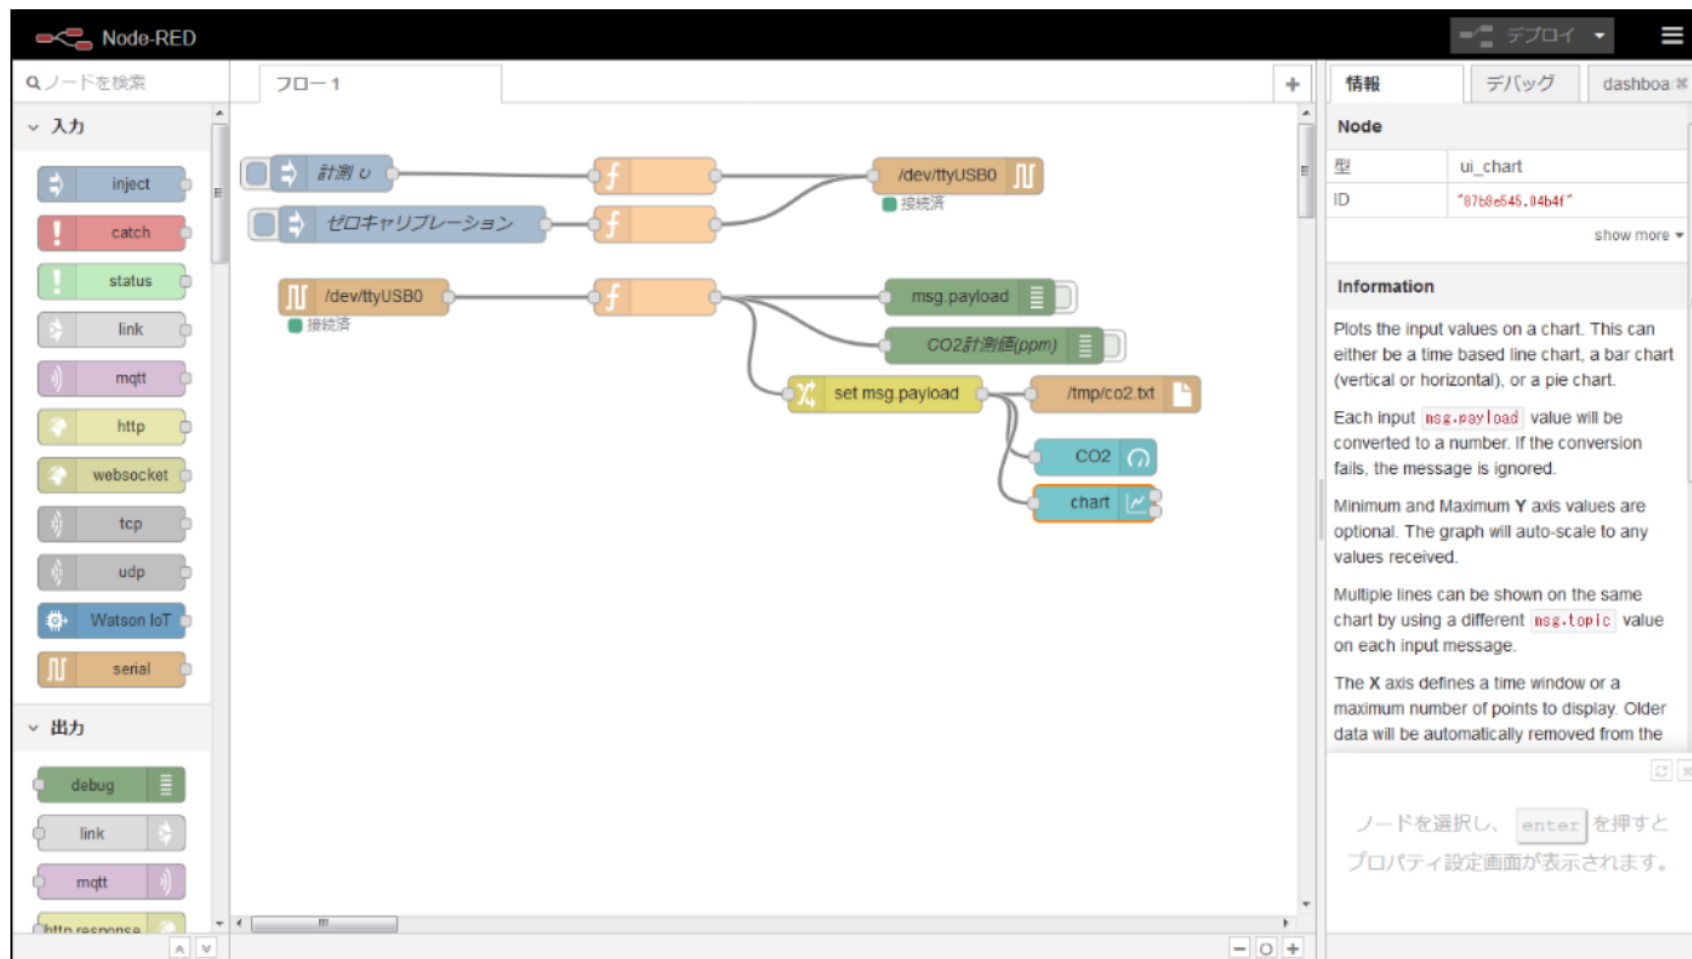 Node-RED
デプロイ
ノードを検索
フロー 1
情報
デバッグ
dashboa
入力
inject
catch
status
link
mqtt
http
websocket
tcp
udp
Watson IoT
serial
出力
debug
link
mqtt
http response
計測 ↻
ゼロキャリブレーション
/dev/ttyUSB0
接続済
/dev/ttyUSB0
接続済
msg.payload
CO2計測値(ppm)
set msg.payload
/tmp/co2.txt
CO2
chart
Node
型 ui_chart
ID "87b8e545.04b4f"
show more
Information
Plots the input values on a chart. This can
either be a time based line chart, a bar chart
(vertical or horizontal), or a pie chart.
Each input msg.payload value will be
converted to a number. If the conversion
fails, the message is ignored.
Minimum and Maximum Y axis values are
optional. The graph will auto-scale to any
values received.
Multiple lines can be shown on the same
chart by using a different msg.topic value
on each input message.
The X axis defines a time window or a
maximum number of points to display. Older
data will be automatically removed from the
ノードを選択し、 enter を押すと
プロパティ設定画面が表示されます。